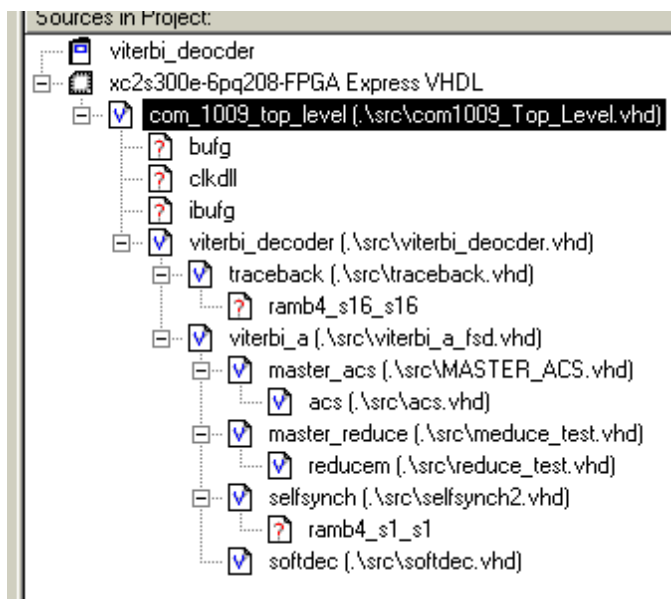 Sources in Project:
viterbi_deocder
xc2s300e-6pq208-FPGA Express VHDL
com_1009_top_level (.\src\com1009_Top_Level.vhd)
bufg
clkdll
ibufg
viterbi_decoder (.\src\viterbi_deocder.vhd)
traceback (.\src\traceback.vhd)
ramb4_s16_s16
viterbi_a (.\src\viterbi_a_fsd.vhd)
master_acs (.\src\MASTER_ACS.vhd)
acs (.\src\acs.vhd)
master_reduce (.\src\meduce_test.vhd)
reducem (.\src\reduce_test.vhd)
selfsynch (.\src\selfsynch2.vhd)
ramb4_s1_s1
softdec (.\src\softdec.vhd)